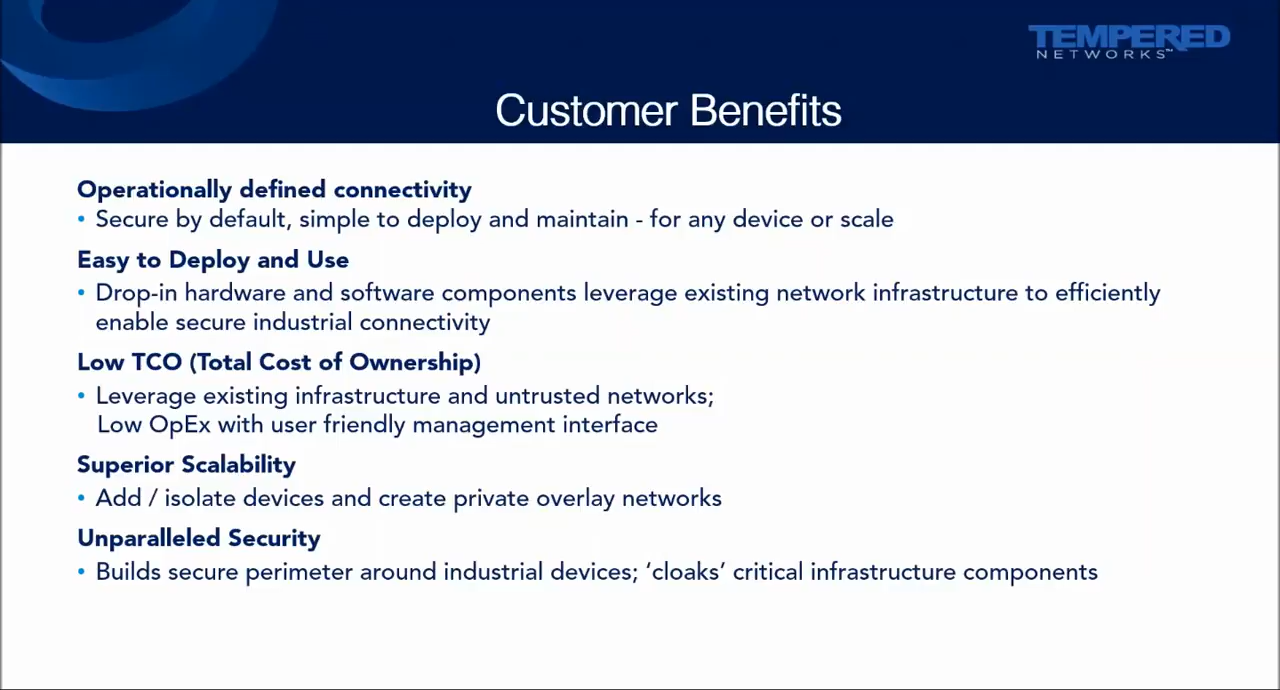 TEMPERED
NETWORKS™
Customer Benefits
Operationally defined connectivity
• Secure by default, simple to deploy and maintain - for any device or scale
Easy to Deploy and Use
• Drop-in hardware and software components leverage existing network infrastructure to efficiently
enable secure industrial connectivity
Low TCO (Total Cost of Ownership)
• Leverage existing infrastructure and untrusted networks;
Low OpEx with user friendly management interface
Superior Scalability
• Add / isolate devices and create private overlay networks
Unparalleled Security
• Builds secure perimeter around industrial devices; ‘cloaks’ critical infrastructure components